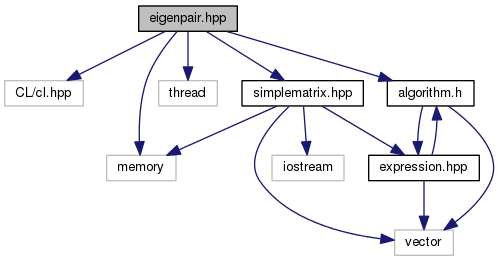 eigenpair.hpp
CL/cl.hpp
thread
simplematrix.hpp
algorithm.h
memory
iostream
expression.hpp
vector